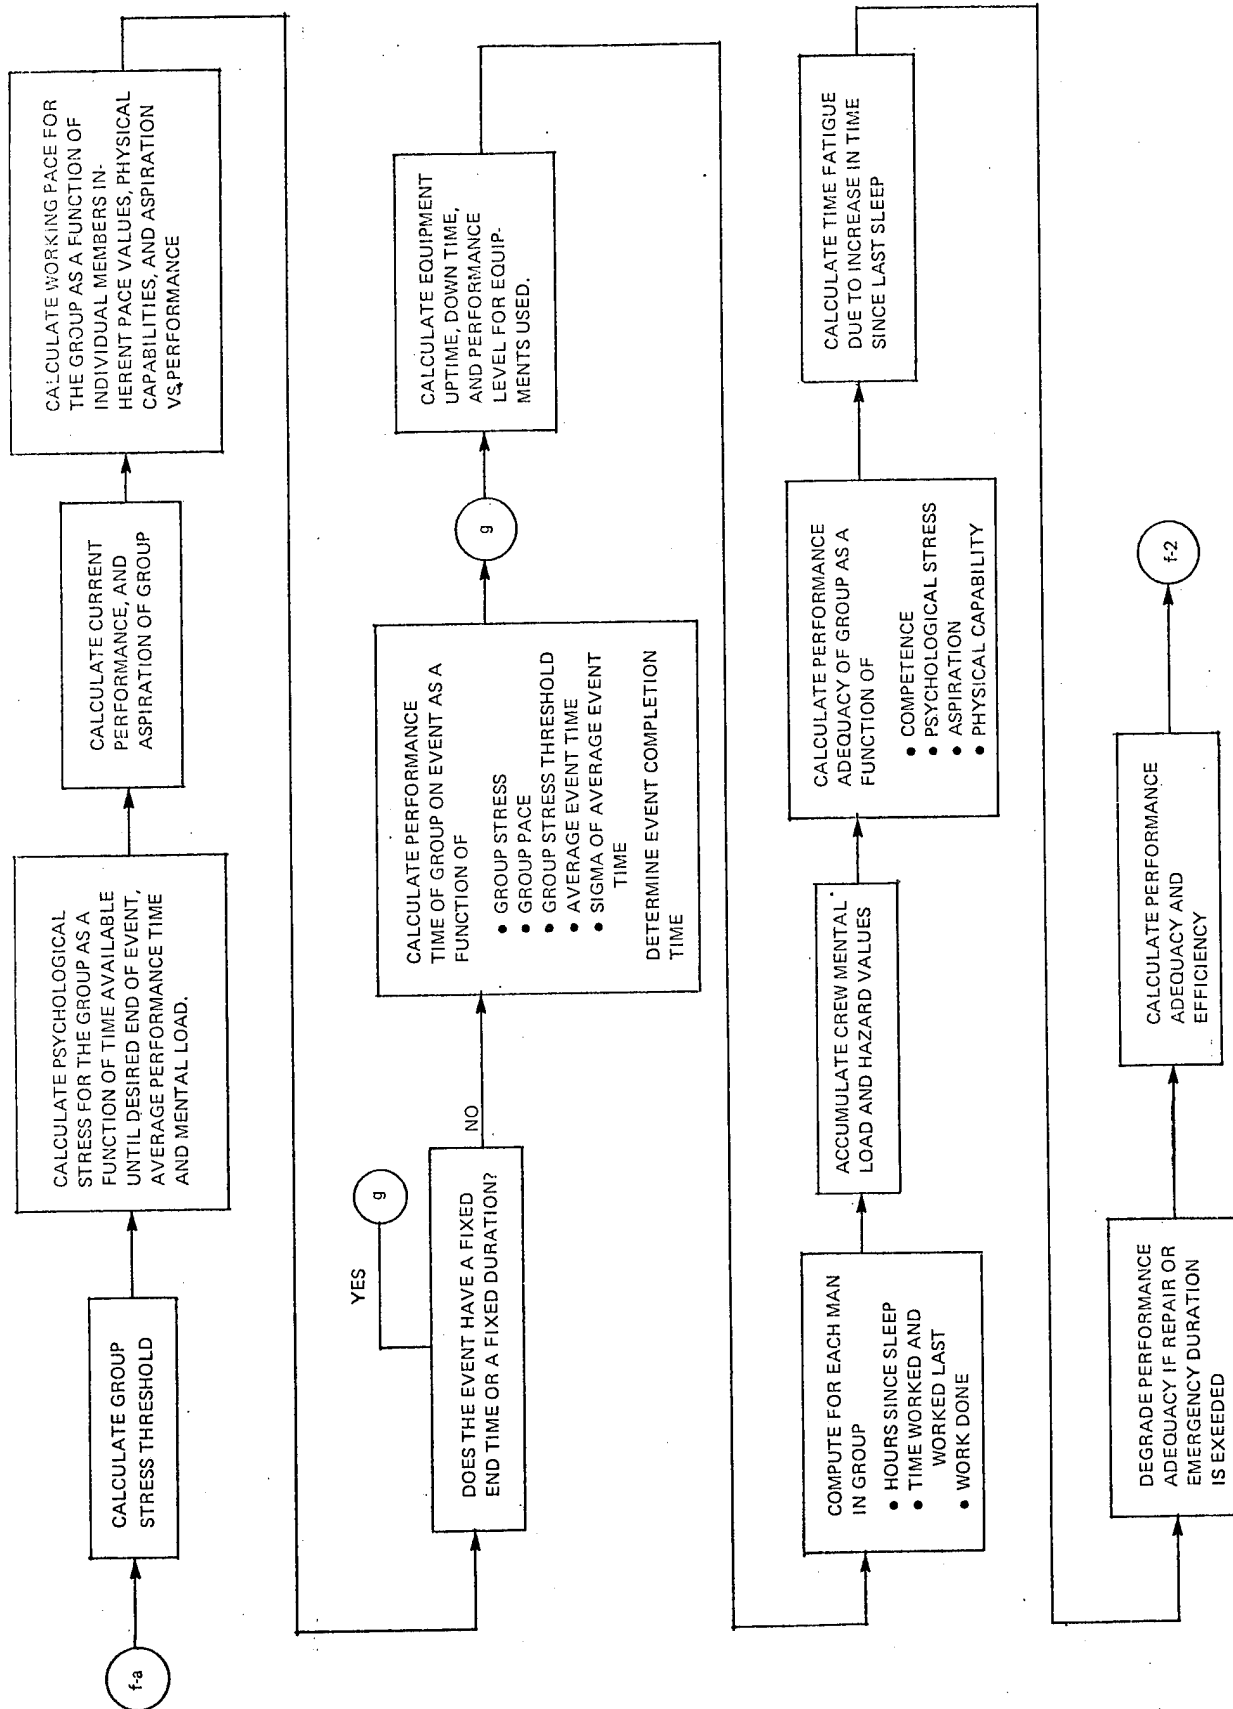 f-a
CALCULATE GROUP
STRESS THRESHOLD
CALCULATE PSYCHOLOGICAL
STRESS FOR THE GROUP AS A
FUNCTION OF TIME AVAILABLE
UNTIL DESIRED END OF EVENT,
AVERAGE PERFORMANCE TIME
AND MENTAL LOAD.
CALCULATE CURRENT
PERFORMANCE, AND
ASPIRATION OF GROUP
CALCULATE WORKING PACE FOR
THE GROUP AS A FUNCTION OF
INDIVIDUAL MEMBERS IN-
HERENT PACE VALUES, PHYSICAL
CAPABILITIES, AND ASPIRATION
VS. PERFORMANCE
DOES THE EVENT HAVE A FIXED
END TIME OR A FIXED DURATION?
YES
g
NO
CALCULATE PERFORMANCE
TIME OF GROUP ON EVENT AS A
FUNCTION OF
• GROUP STRESS
• GROUP PACE
• GROUP STRESS THRESHOLD
• AVERAGE EVENT TIME
• SIGMA OF AVERAGE EVENT
TIME
DETERMINE EVENT COMPLETION
TIME
g
CALCULATE EQUIPMENT
UPTIME, DOWN TIME,
AND PERFORMANCE
LEVEL FOR EQUIP-
MENTS USED.
COMPUTE FOR EACH MAN
IN GROUP
• HOURS SINCE SLEEP
• TIME WORKED AND
WORKED LAST
• WORK DONE
ACCUMULATE CREW MENTAL
LOAD AND HAZARD VALUES
CALCULATE PERFORMANCE
ADEQUACY OF GROUP AS A
FUNCTION OF
• COMPETENCE
• PSYCHOLOGICAL STRESS
• ASPIRATION
• PHYSICAL CAPABILITY
CALCULATE TIME FATIGUE
DUE TO INCREASE IN TIME
SINCE LAST SLEEP
DEGRADE PERFORMANCE
ADEQUACY IF REPAIR OR
EMERGENCY DURATION
IS EXEEDED
CALCULATE PERFORMANCE
ADEQUACY AND
EFFICIENCY
f-2